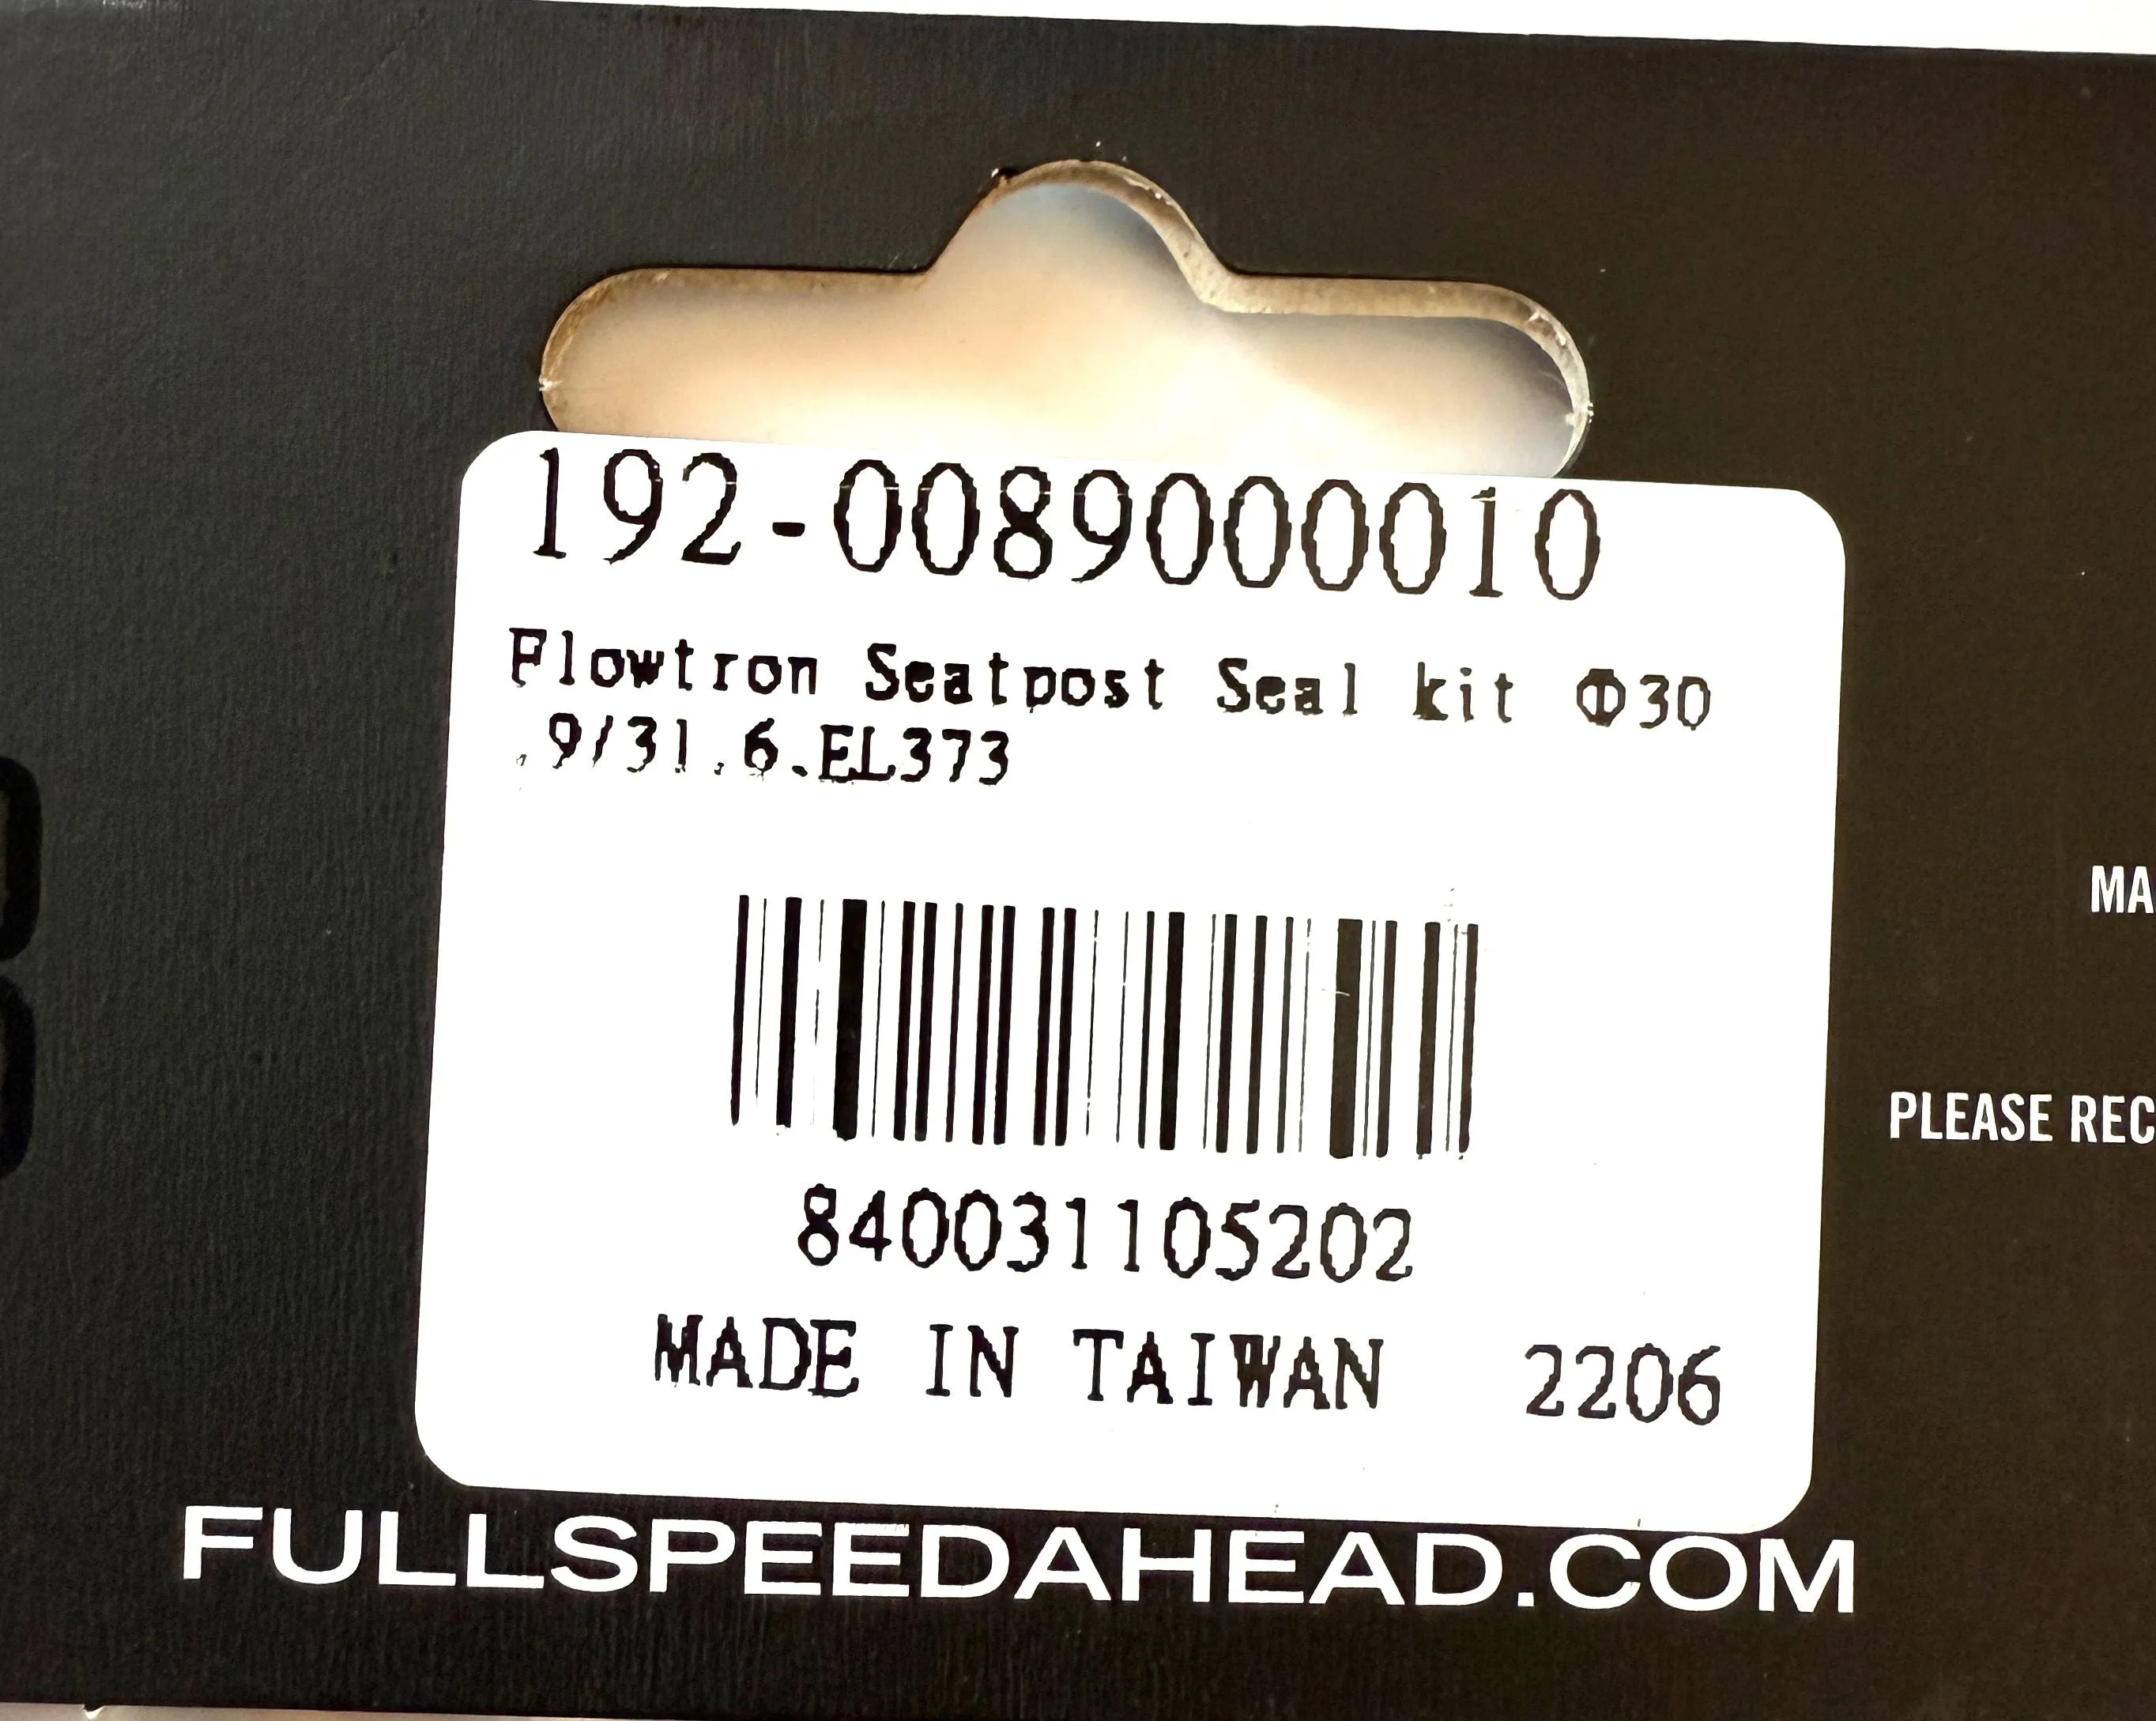 192-0089000010
Flowtron Seatpost Seal kit Φ30
.9/31.6.EL373
840031105202
MADE IN TAIWAN 2206
MA
PLEASE REC
FULLSPEEDAHEAD.COM